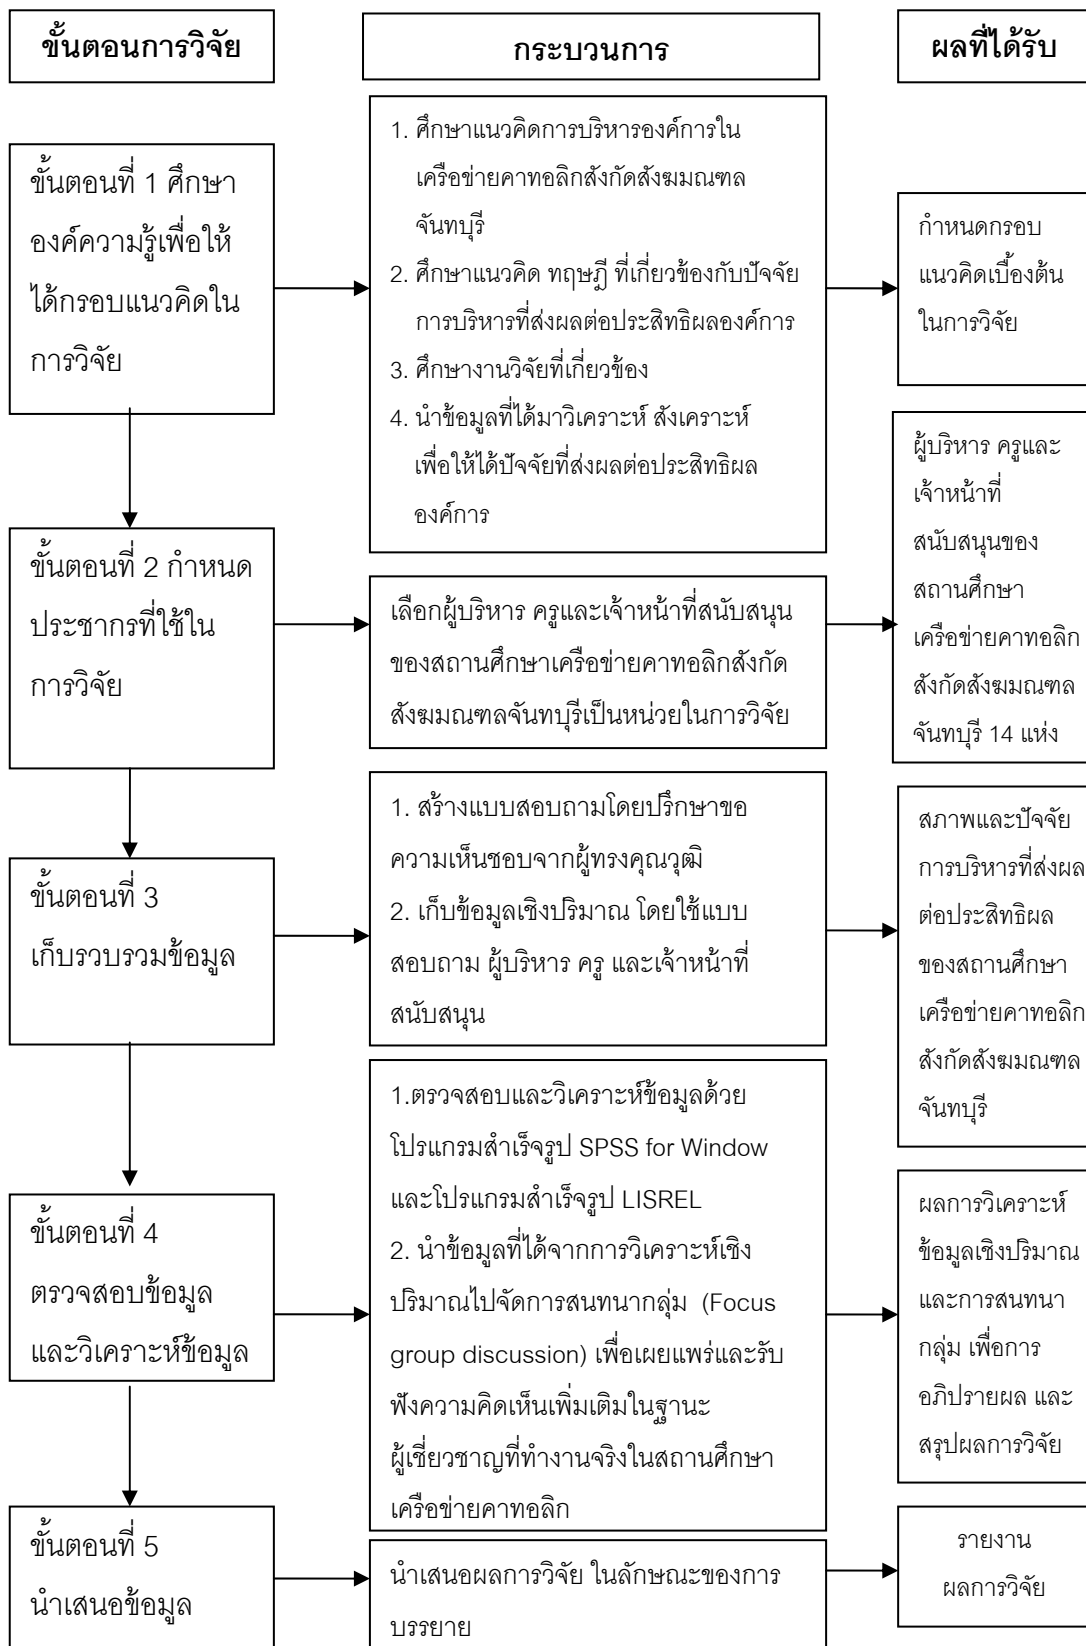 ขั้นตอนการวิจัย
กระบวนการ
ผลที่ได้รับ
ขั้นตอนที่ 1 ศึกษา
องค์ความรู้เพื่อให้
ได้กรอบแนวคิดใน
การวิจัย
1. ศึกษาแนวคิดการบริหารองค์การใน
เครือข่ายคาทอลิกสังกัดสังฆมณฑล
จันทบุรี
2. ศึกษาแนวคิด ทฤษฎี ที่เกี่ยวข้องกับปัจจัย
การบริหารที่ส่งผลต่อประสิทธิผลองค์การ
3. ศึกษางานวิจัยที่เกี่ยวข้อง
4. นำข้อมูลที่ได้มาวิเคราะห์ สังเคราะห์
เพื่อให้ได้ปัจจัยที่ส่งผลต่อประสิทธิผล
องค์การ
กำหนดกรอบ
แนวคิดเบื้องต้น
ในการวิจัย
ขั้นตอนที่ 2 กำหนด
ประชากรที่ใช้ใน
การวิจัย
เลือกผู้บริหาร ครูและเจ้าหน้าที่สนับสนุน
ของสถานศึกษาเครือข่ายคาทอลิกสังกัด
สังฆมณฑลจันทบุรีเป็นหน่วยในการวิจัย
ผู้บริหาร ครูและ
เจ้าหน้าที่
สนับสนุนของ
สถานศึกษา
เครือข่ายคาทอลิก
สังกัดสังฆมณฑล
จันทบุรี 14 แห่ง
ขั้นตอนที่ 3
เก็บรวบรวมข้อมูล
1. สร้างแบบสอบถามโดยปรึกษาขอ
ความเห็นชอบจากผู้ทรงคุณวุฒิ
2. เก็บข้อมูลเชิงปริมาณ โดยใช้แบบ
สอบถาม ผู้บริหาร ครู และเจ้าหน้าที่
สนับสนุน
สภาพและปัจจัย
การบริหารที่ส่งผล
ต่อประสิทธิผล
ของสถานศึกษา
เครือข่ายคาทอลิก
สังกัดสังฆมณฑล
จันทบุรี
ขั้นตอนที่ 4
ตรวจสอบข้อมูล
และวิเคราะห์ข้อมูล
1.ตรวจสอบและวิเคราะห์ข้อมูลด้วย
โปรแกรมสำเร็จรูป SPSS for Window
และโปรแกรมสำเร็จรูป LISREL
2. นำข้อมูลที่ได้จากการวิเคราะห์เชิง
ปริมาณไปจัดการสนทนากลุ่ม (Focus
group discussion) เพื่อเผยแพร่และรับ
ฟังความคิดเห็นเพิ่มเติมในฐานะ
ผู้เชี่ยวชาญที่ทำงานจริงในสถานศึกษา
เครือข่ายคาทอลิก
ผลการวิเคราะห์
ข้อมูลเชิงปริมาณ
และการสนทนา
กลุ่ม เพื่อการ
อภิปรายผล และ
สรุปผลการวิจัย
ขั้นตอนที่ 5
นำเสนอข้อมูล
นำเสนอผลการวิจัย ในลักษณะของการ
บรรยาย
รายงาน
ผลการวิจัย